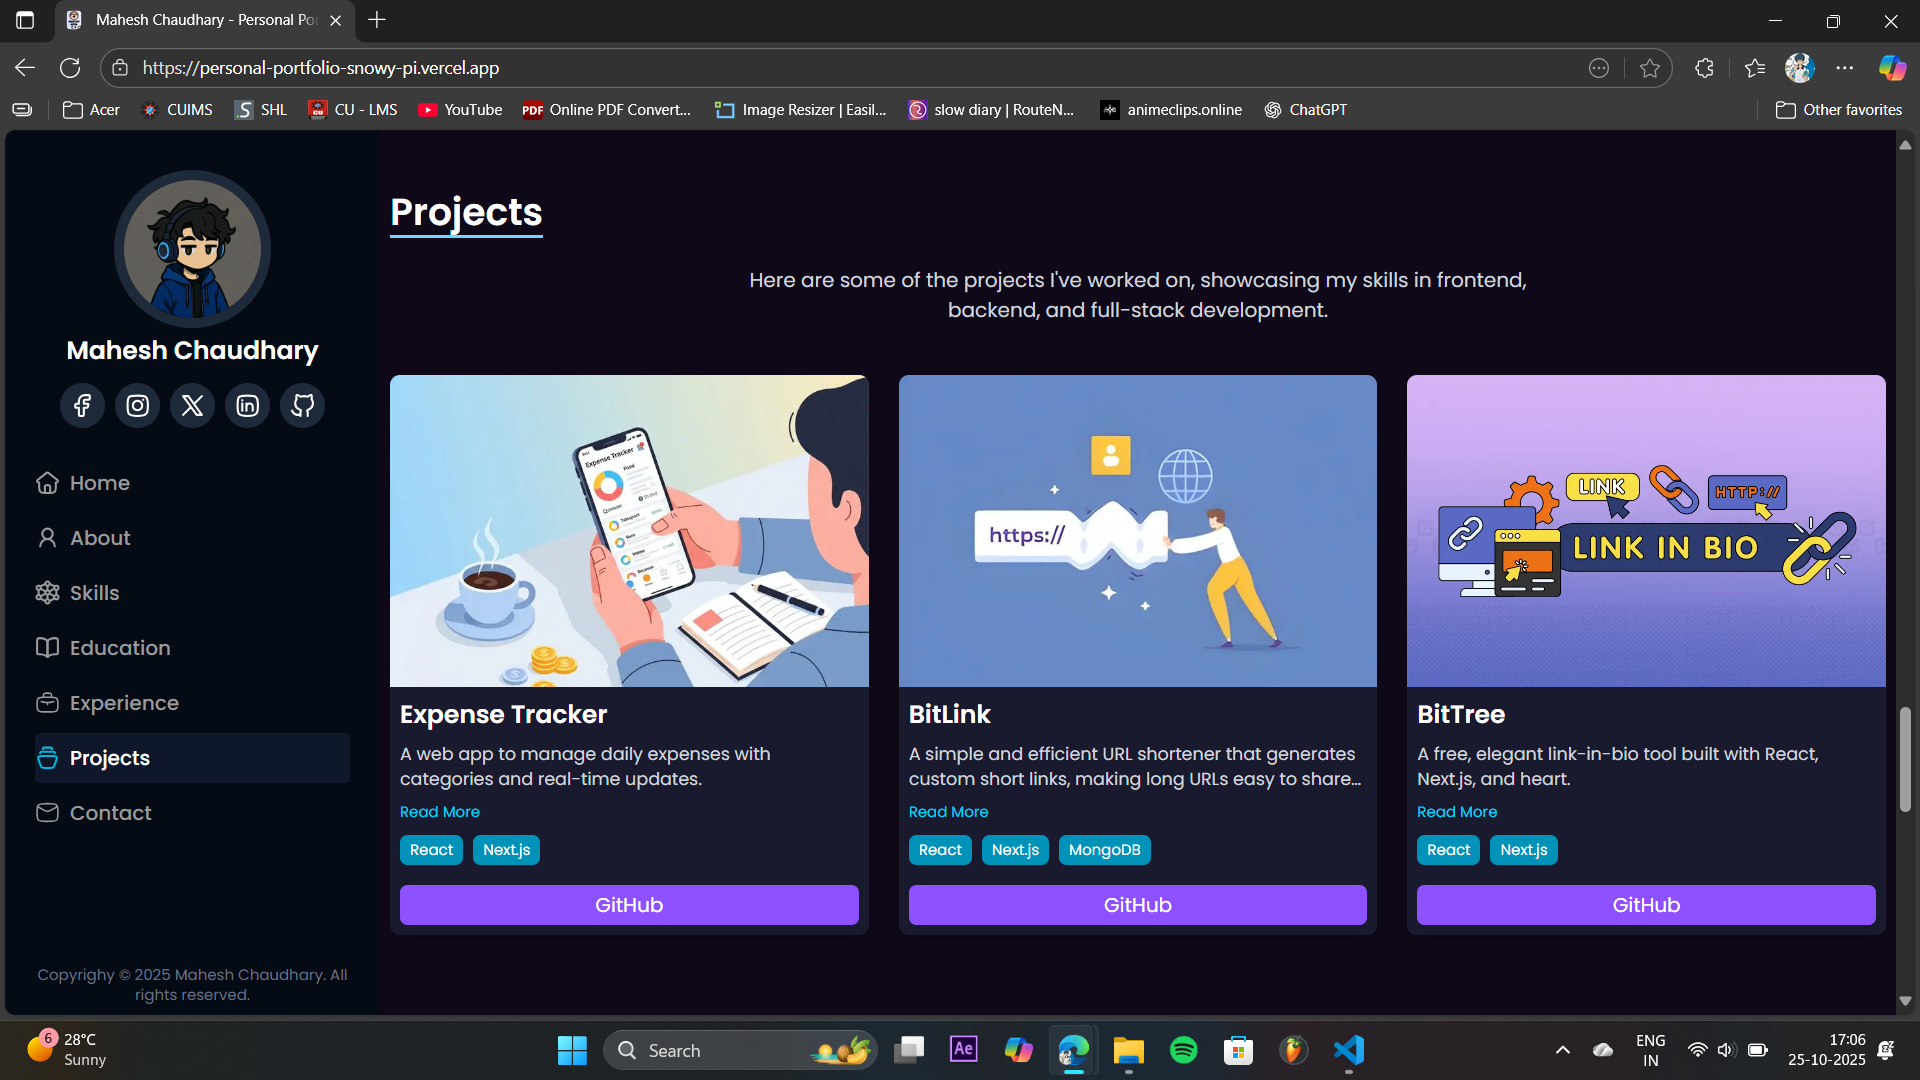 Mahesh Chaudhary - Personal Po
https://personal-portfolio-snowy-pi.vercel.app
Acer
CUIMS
SHL
CU - LMS
YouTube
PDF
Online PDF Convert...
Image Resizer | Easil...
slow diary | RouteN...
animeclips.online
ChatGPT
Other favorites
Mahesh Chaudhary
Home
About
Skills
Education
Experience
Projects
Contact
Copyrighy © 2025 Mahesh Chaudhary. All
rights reserved.
Projects
Here are some of the projects I've worked on, showcasing my skills in frontend,
backend, and full-stack development.
Expense Tracker
Food
Transport
Expense Tracker
A web app to manage daily expenses with
categories and real-time updates.
Read More
React
Next.js
GitHub
https://
BitLink
A simple and efficient URL shortener that generates
custom short links, making long URLs easy to share...
Read More
React
Next.js
MongoDB
GitHub
LINK
HTTP://
LINK IN BIO
BitTree
A free, elegant link-in-bio tool built with React,
Next.js, and heart.
Read More
React
Next.js
GitHub
6
28°C
Sunny
Search
Ae
ENG
IN
17:06
25-10-2025